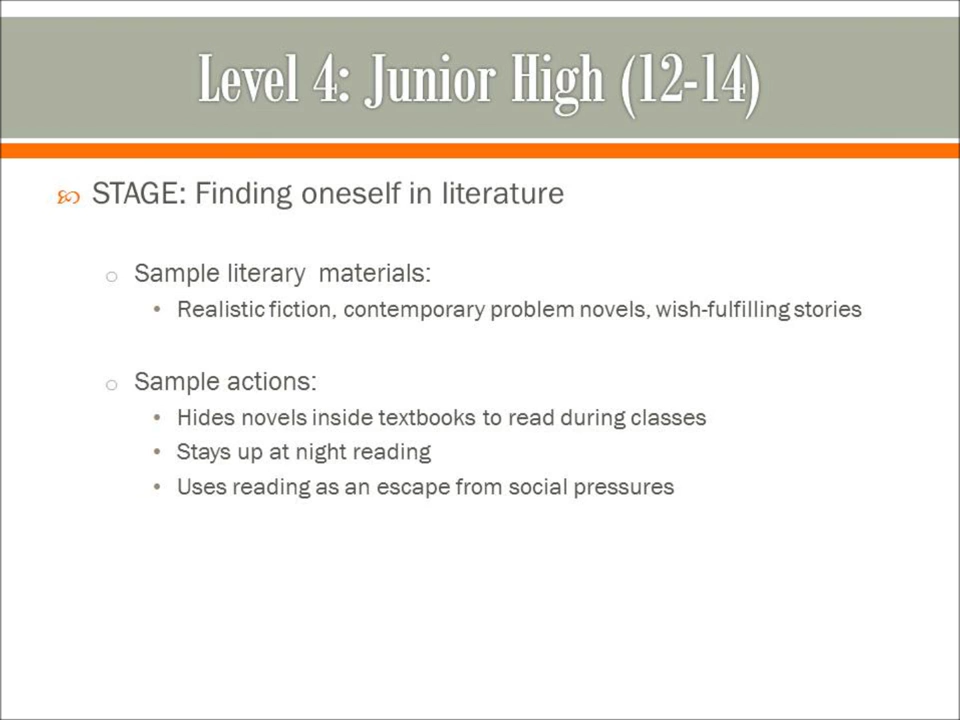 Level 4: Junior High (12-14)
STAGE: Finding oneself in literature
Sample literary materials:
Realistic fiction, contemporary problem novels, wish-fulfilling stories
Sample actions:
Hides novels inside textbooks to read during classes
Stays up at night reading
Uses reading as an escape from social pressures